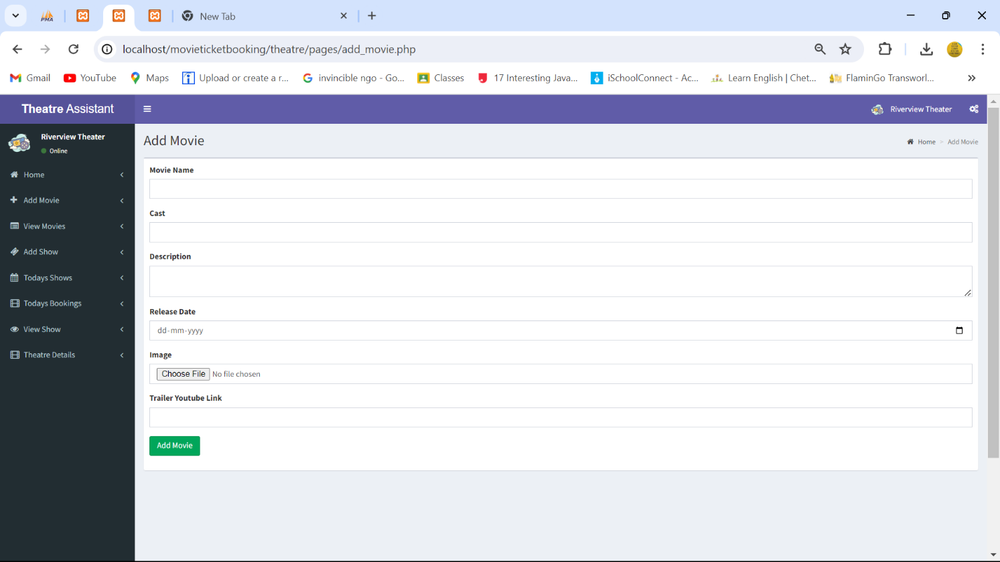 PMA
New Tab
localhost/movieticketbooking/theatre/pages/add_movie.php
Gmail
YouTube
Maps
Upload or create a r...
invincible ngo - Go...
Classes
17 Interesting Java...
iSchoolConnect - Ac...
Learn English | Chet...
FlaminGo Transworl...
Theatre Assistant
Riverview Theater
Riverview Theater
Online
Home
Add Movie
View Movies
Add Show
Todays Shows
Todays Bookings
View Show
Theatre Details
Add Movie
Home > Add Movie
Movie Name
Cast
Description
Release Date
dd-mm-yyyy
Image
Choose File No file chosen
Trailer Youtube Link
Add Movie